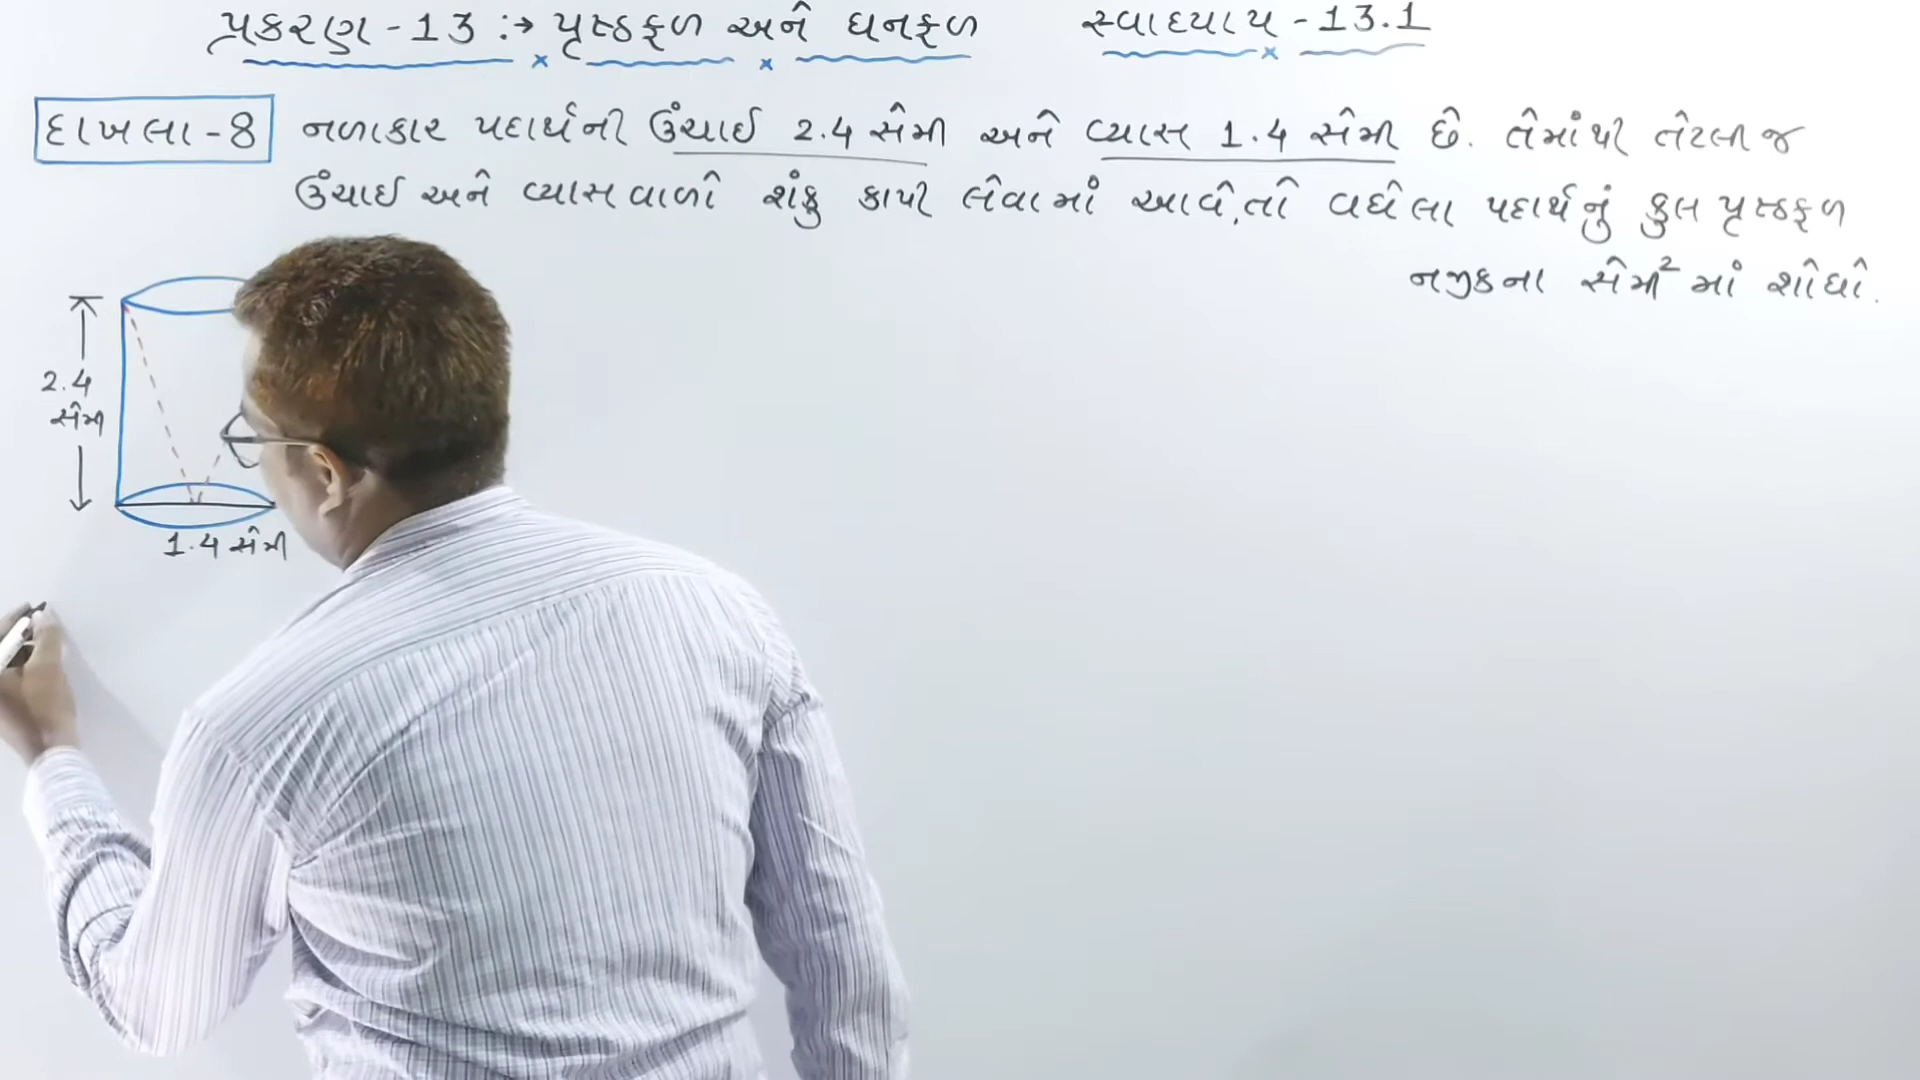 પ્રકરણ - 13 :→ પૃષ્ઠફળ અને ઘનફળ સ્વાધ્યાય - 13.1
દાખલા - 8 નળાકાર પદાર્થની ઉંચાઈ 2.4 સેમી અને વ્યાસ 1.4 સેમી છે. તેમાંથી તેટલી જ
ઉંચાઈ અને વ્યાસવાળો શંકુ કાપી લેવામાં આવે, તો વધેલા પદાર્થનું કુલ પૃષ્ઠફળ
નજીકના સેમી² માં શોધો.
2.4
સેમી
1.4 સેમી